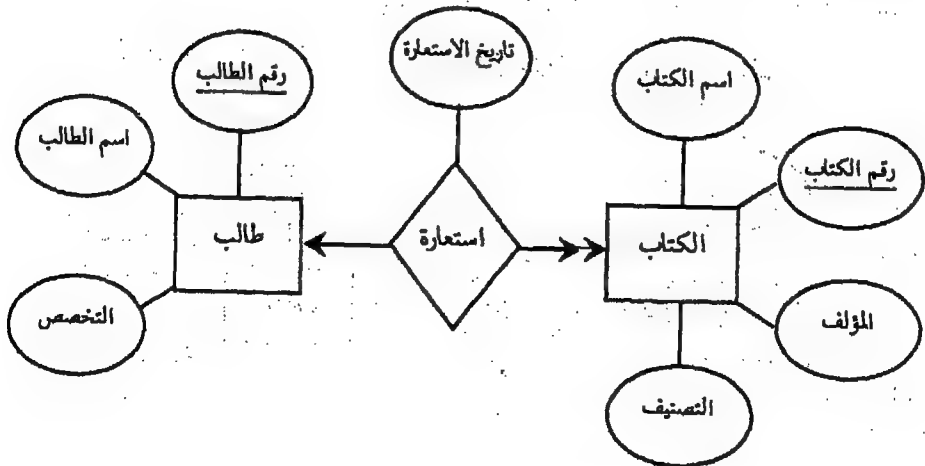 تاريخ الاستعارة
رقم الطالب
اسم الكتاب
اسم الطالب
رقم الكتاب
طالب
استعارة
الكتاب
التخصص
المؤلف
التصنيف